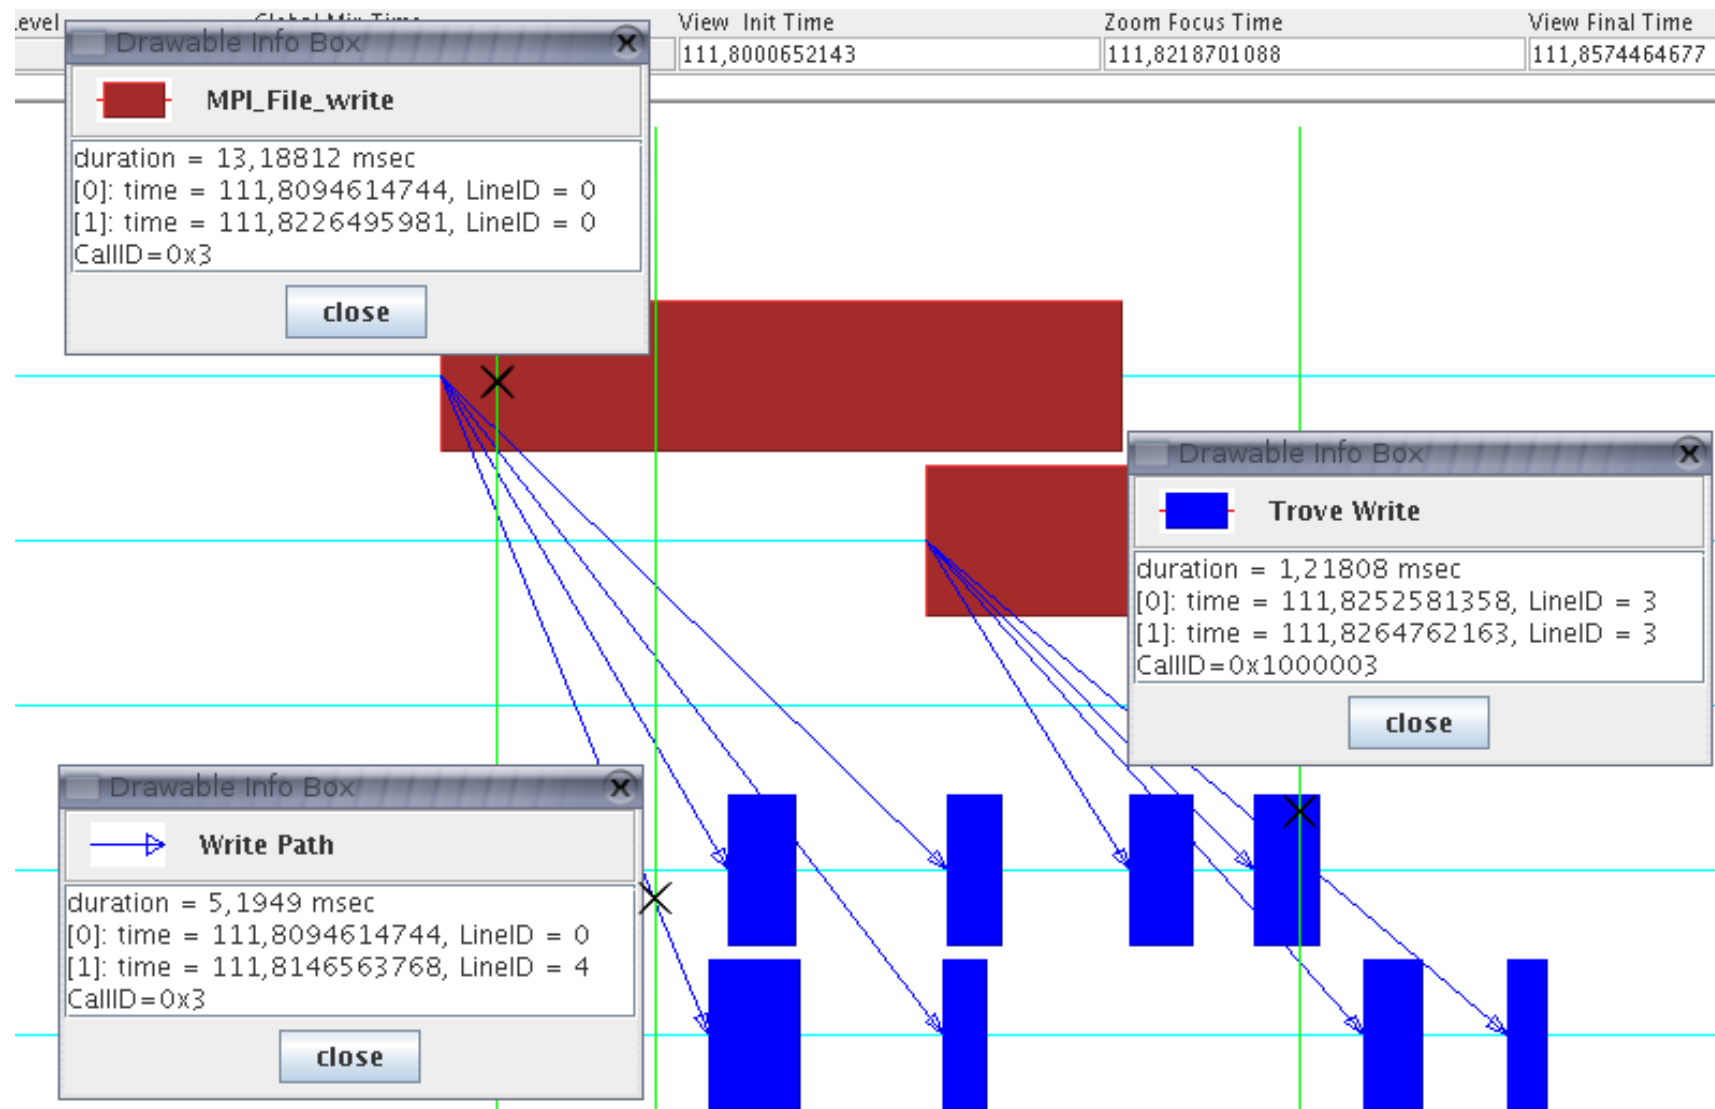 Level Global Min Time View Init Time Zoom Focus Time View Final Time
111,8000652143 111,8218701088 111,8574464677
Drawable Info Box
MPI_File_write
duration = 13,18812 msec
[0]: time = 111,8094614744, LineID = 0
[1]: time = 111,8226495981, LineID = 0
CallID=0x3
close
Drawable Info Box
Trove Write
duration = 1,21808 msec
[0]: time = 111,8252581358, LineID = 3
[1]: time = 111,8264762163, LineID = 3
CallID=0x1000003
close
Drawable Info Box
Write Path
duration = 5,1949 msec
[0]: time = 111,8094614744, LineID = 0
[1]: time = 111,8146563768, LineID = 4
CallID=0x3
close